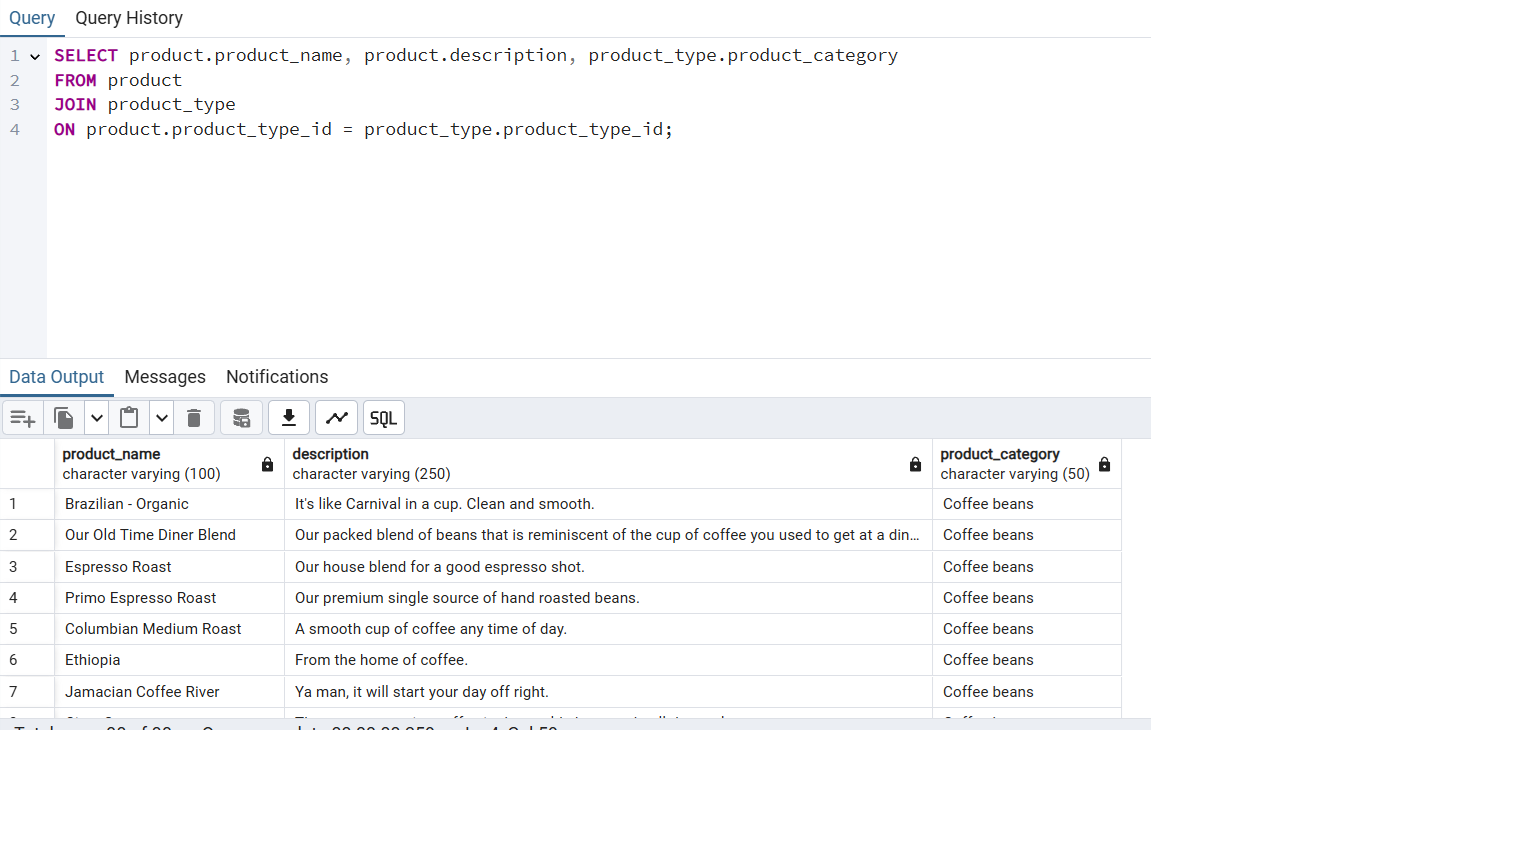 Query Query History
1 SELECT product.product_name, product.description, product_type.product_category
2 FROM product
3 JOIN product_type
4 ON product.product_type_id = product_type.product_type_id;
Data Output Messages Notifications
SQL
product_name description product_category
character varying (100) character varying (250) character varying (50)
1 Brazilian - Organic It's like Carnival in a cup. Clean and smooth. Coffee beans
2 Our Old Time Diner Blend Our packed blend of beans that is reminiscent of the cup of coffee you used to get at a din... Coffee beans
3 Espresso Roast Our house blend for a good espresso shot. Coffee beans
4 Primo Espresso Roast Our premium single source of hand roasted beans. Coffee beans
5 Columbian Medium Roast A smooth cup of coffee any time of day. Coffee beans
6 Ethiopia From the home of coffee. Coffee beans
7 Jamacian Coffee River Ya man, it will start your day off right. Coffee beans